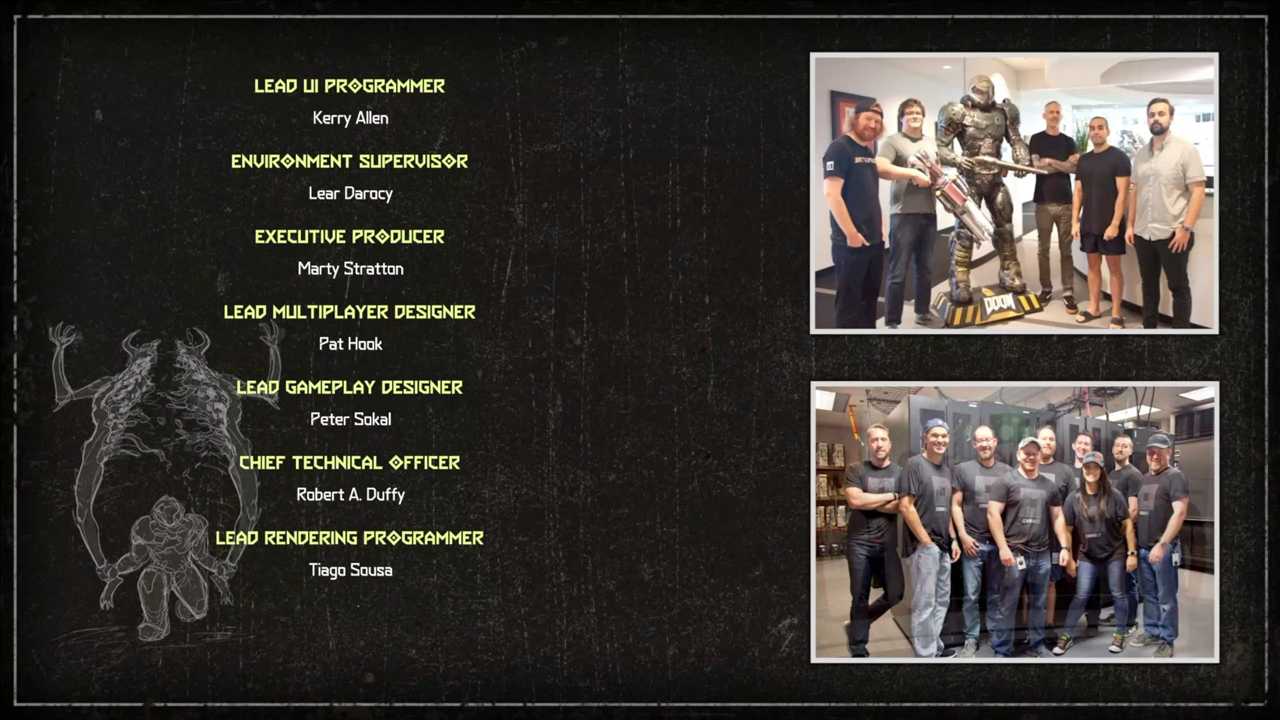 LEAD UI PROGRAMMER
Kerry Allen
ENVIRONMENT SUPERVISOR
Lear Darocy
EXECUTIVE PRODUCER
Marty Stratton
LEAD MULTIPLAYER DESIGNER
Pat Hook
LEAD GAMEPLAY DESIGNER
Peter Sokal
CHIEF TECHNICAL OFFICER
Robert A. Duffy
LEAD RENDERING PROGRAMMER
Tiago Sousa
DOOM